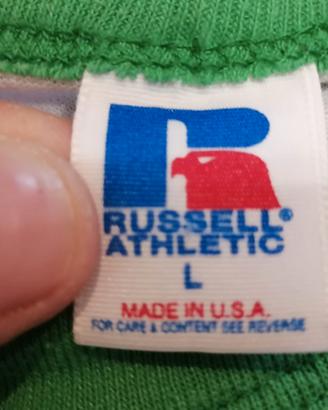 RUSSELL®
ATHLETIC
L
MADE IN U.S.A.
FOR CARE & CONTENT SEE REVERSE